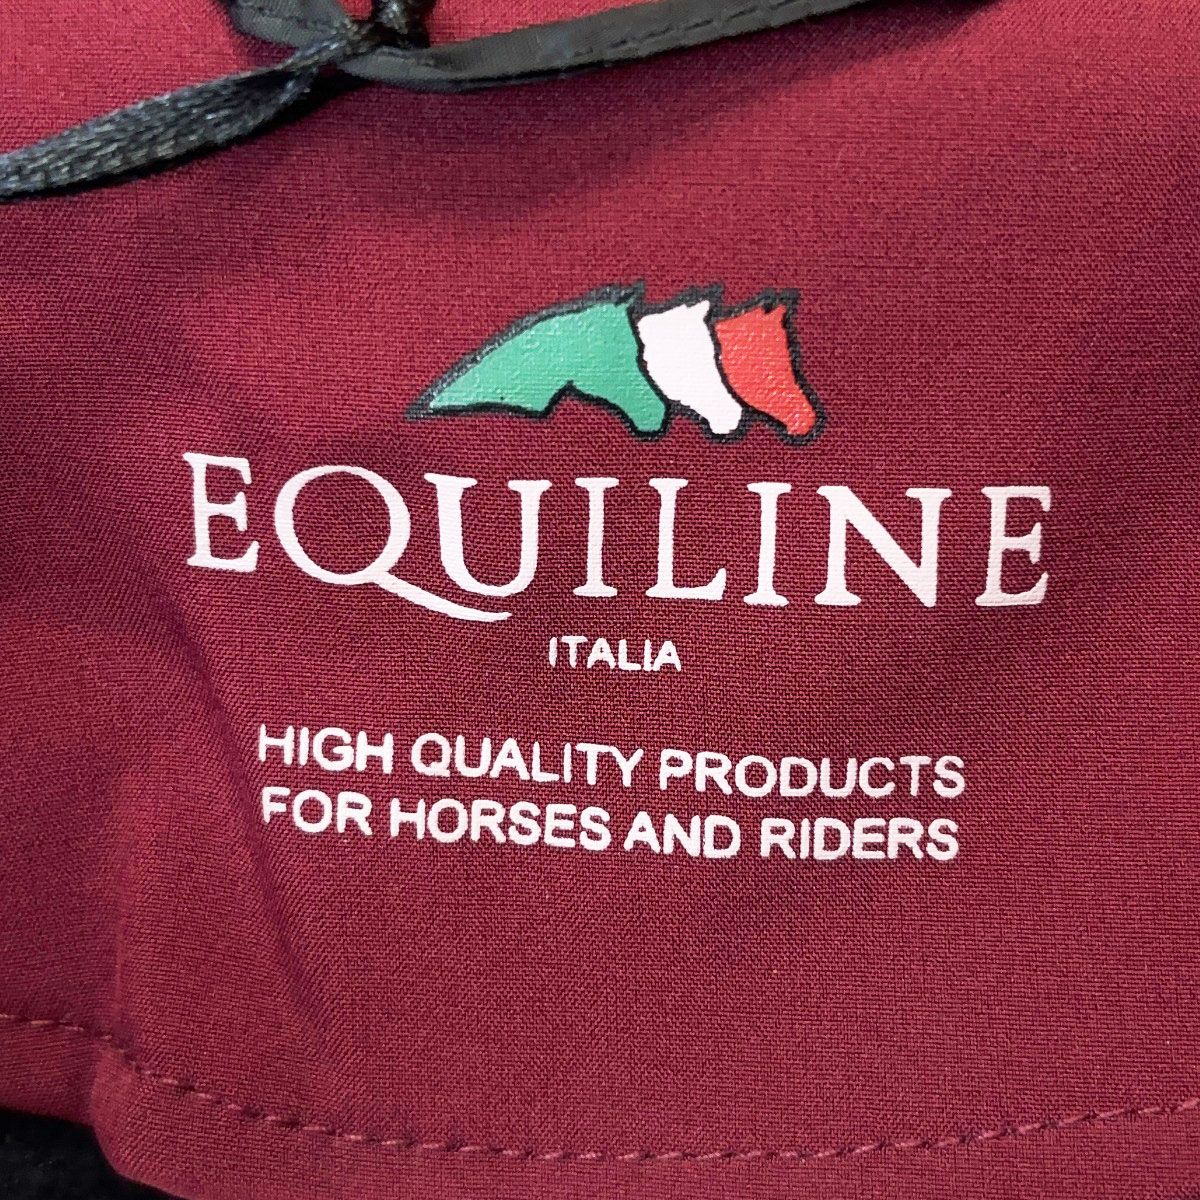 EQUILINE
ITALIA
HIGH QUALITY PRODUCTS
FOR HORSES AND RIDERS